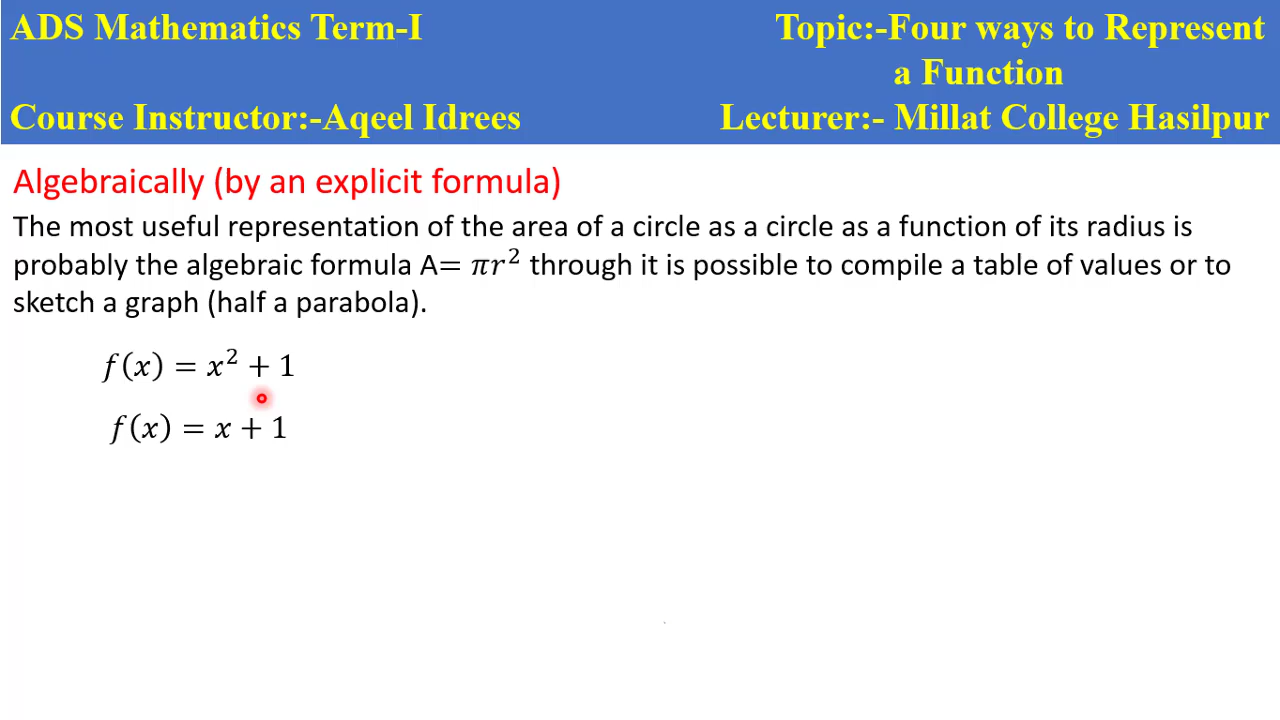 ADS Mathematics Term-I
Topic:-Four ways to Represent
a Function
Course Instructor:-Aqeel Idrees
Lecturer:- Millat College Hasilpur
Algebraically (by an explicit formula)
The most useful representation of the area of a circle as a circle as a function of its radius is
probably the algebraic formula A= 𝜋𝑟² through it is possible to compile a table of values or to
sketch a graph (half a parabola).
𝑓(𝑥) = 𝑥² + 1
𝑓(𝑥) = 𝑥 + 1